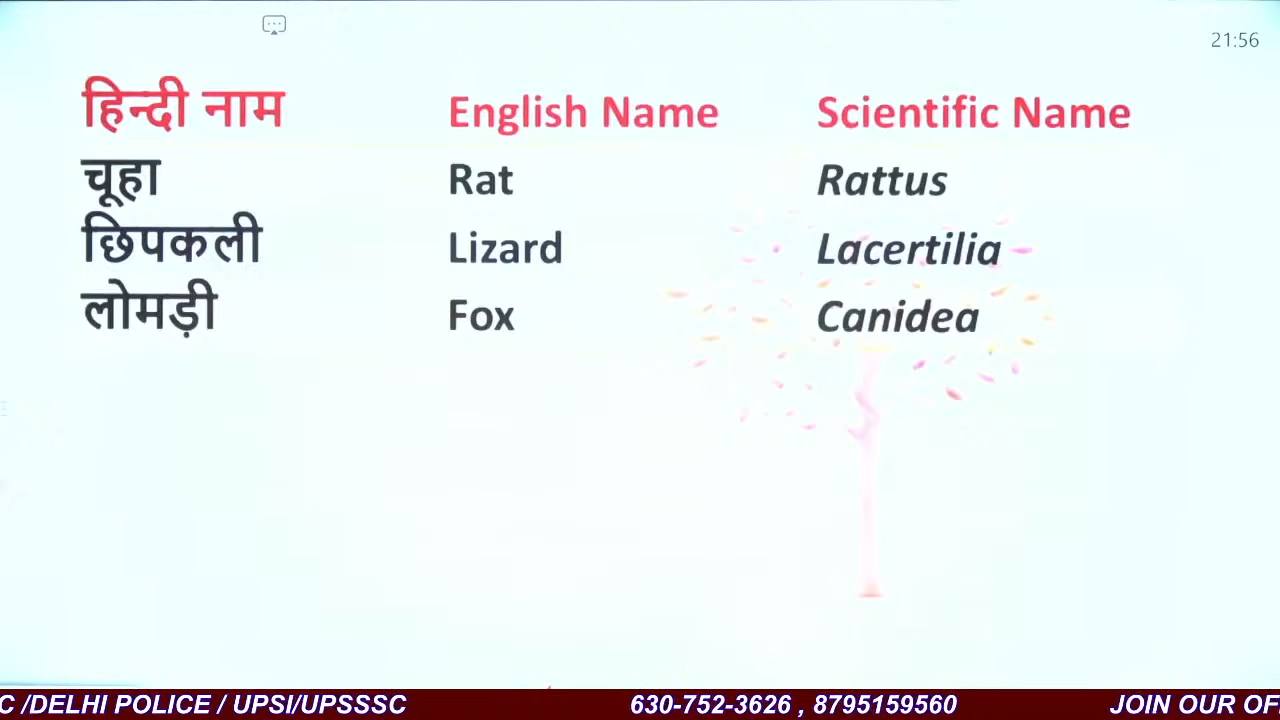 21:56
हिन्दी नाम English Name Scientific Name
चूहा Rat Rattus
छिपकली Lizard Lacertilia
लोमड़ी Fox Canidea
C /DELHI POLICE / UPSI/UPSSSC 630-752-3626 , 8795159560 JOIN OUR OF